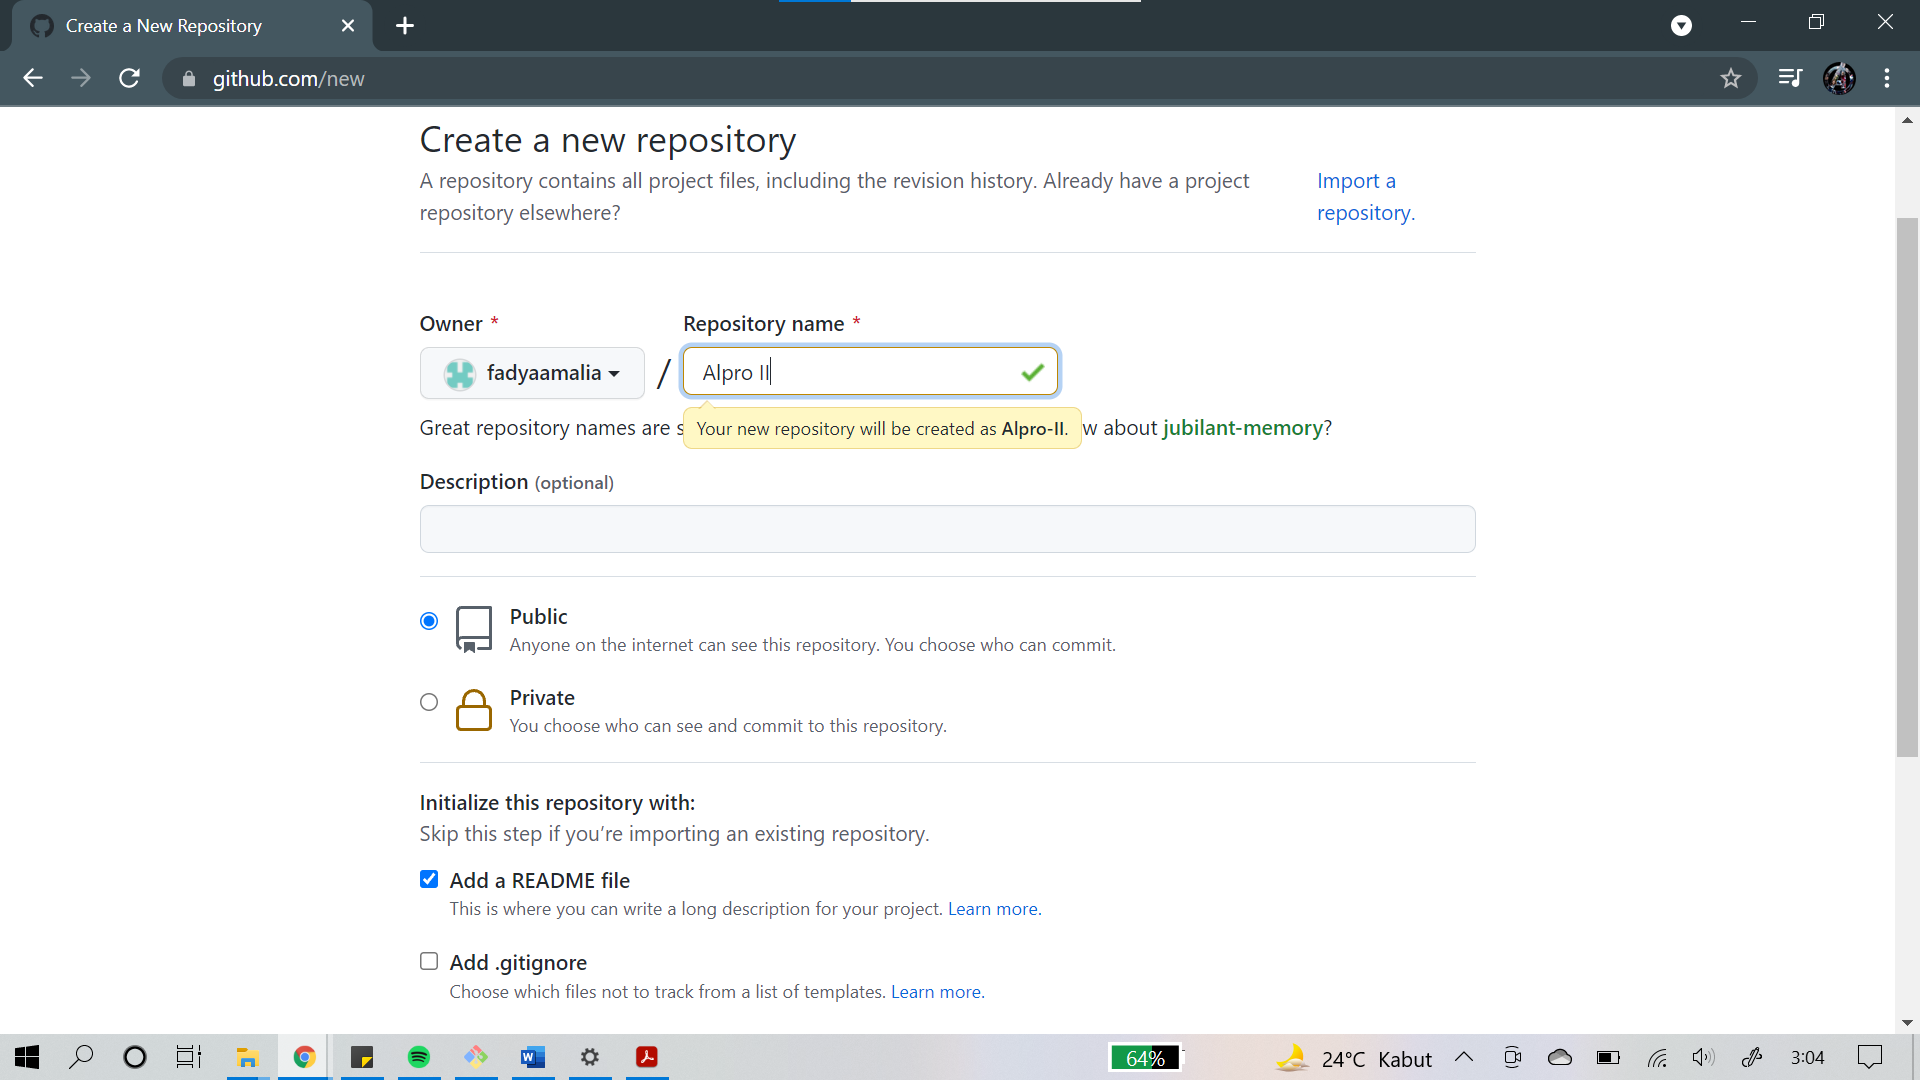 Create a New Repository
github.com/new
Create a new repository
A repository contains all project files, including the revision history. Already have a project
repository elsewhere?
Import a
repository.
Owner *
Repository name *
fadyaamalia
/
Alpro II
Great repository names are s
Your new repository will be created as Alpro-II.
w about jubilant-memory?
Description (optional)
Public
Anyone on the internet can see this repository. You choose who can commit.
Private
You choose who can see and commit to this repository.
Initialize this repository with:
Skip this step if you’re importing an existing repository.
Add a README file
This is where you can write a long description for your project. Learn more.
Add .gitignore
Choose which files not to track from a list of templates. Learn more.
64%
24°C Kabut
3:04